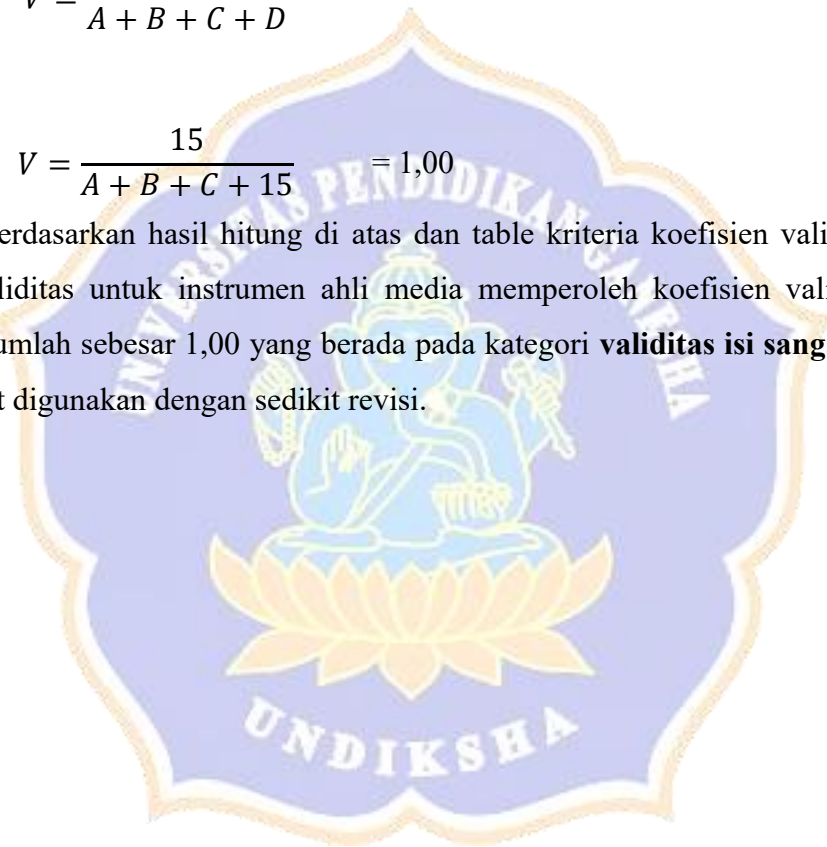 V =
A + B + C + D
V = 15 / A + B + C + 15 = 1,00
erdasarkan hasil hitung di atas dan table kriteria koefisien vali
liditas untuk instrumen ahli media memperoleh koefisien vali
umlah sebesar 1,00 yang berada pada kategori validitas isi sang
t digunakan dengan sedikit revisi.
UNIVERSITAS PENDIDIKAN GANESHA
UNDIKSHA